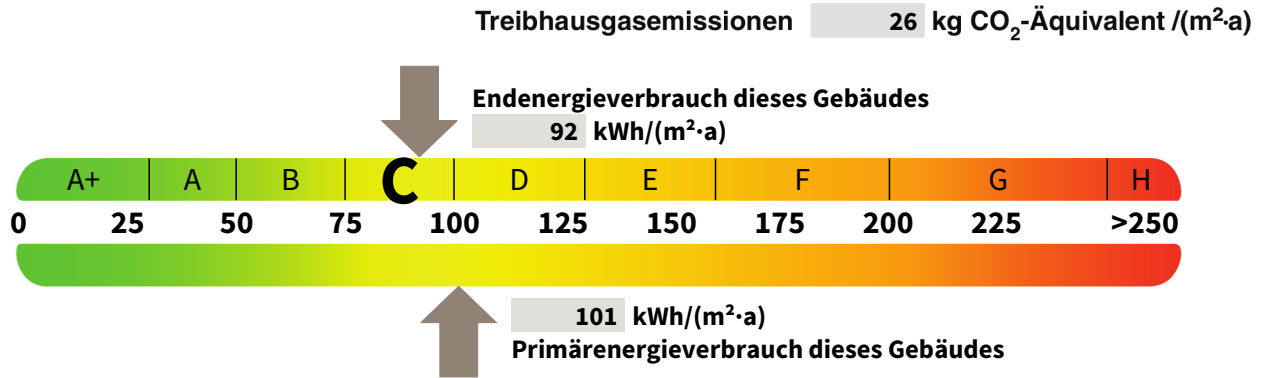 Treibhausgasemissionen 26 kg CO₂-Äquivalent /(m²·a)
Endenergieverbrauch dieses Gebäudes
92 kWh/(m²·a)
A+ A B C D E F G H
0 25 50 75 100 125 150 175 200 225 >250
101 kWh/(m²·a)
Primärenergieverbrauch dieses Gebäudes